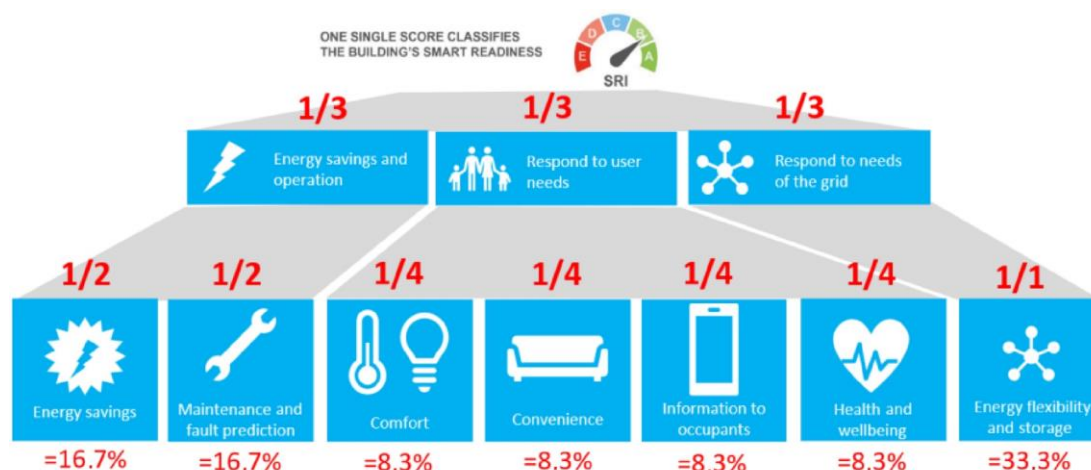 ONE SINGLE SCORE CLASSIFIES
THE BUILDING'S SMART READINESS
E
D
C
B
A
SRI
1/3
1/3
1/3
Energy savings and
operation
Respond to user
needs
Respond to needs
of the grid
1/2
1/2
1/4
1/4
1/4
1/4
1/1
Energy savings
Maintenance and
fault prediction
Comfort
Convenience
Information to
occupants
Health and
wellbeing
Energy flexibility
and storage
=16.7%
=16.7%
=8.3%
=8.3%
=8.3%
=8.3%
=33.3%